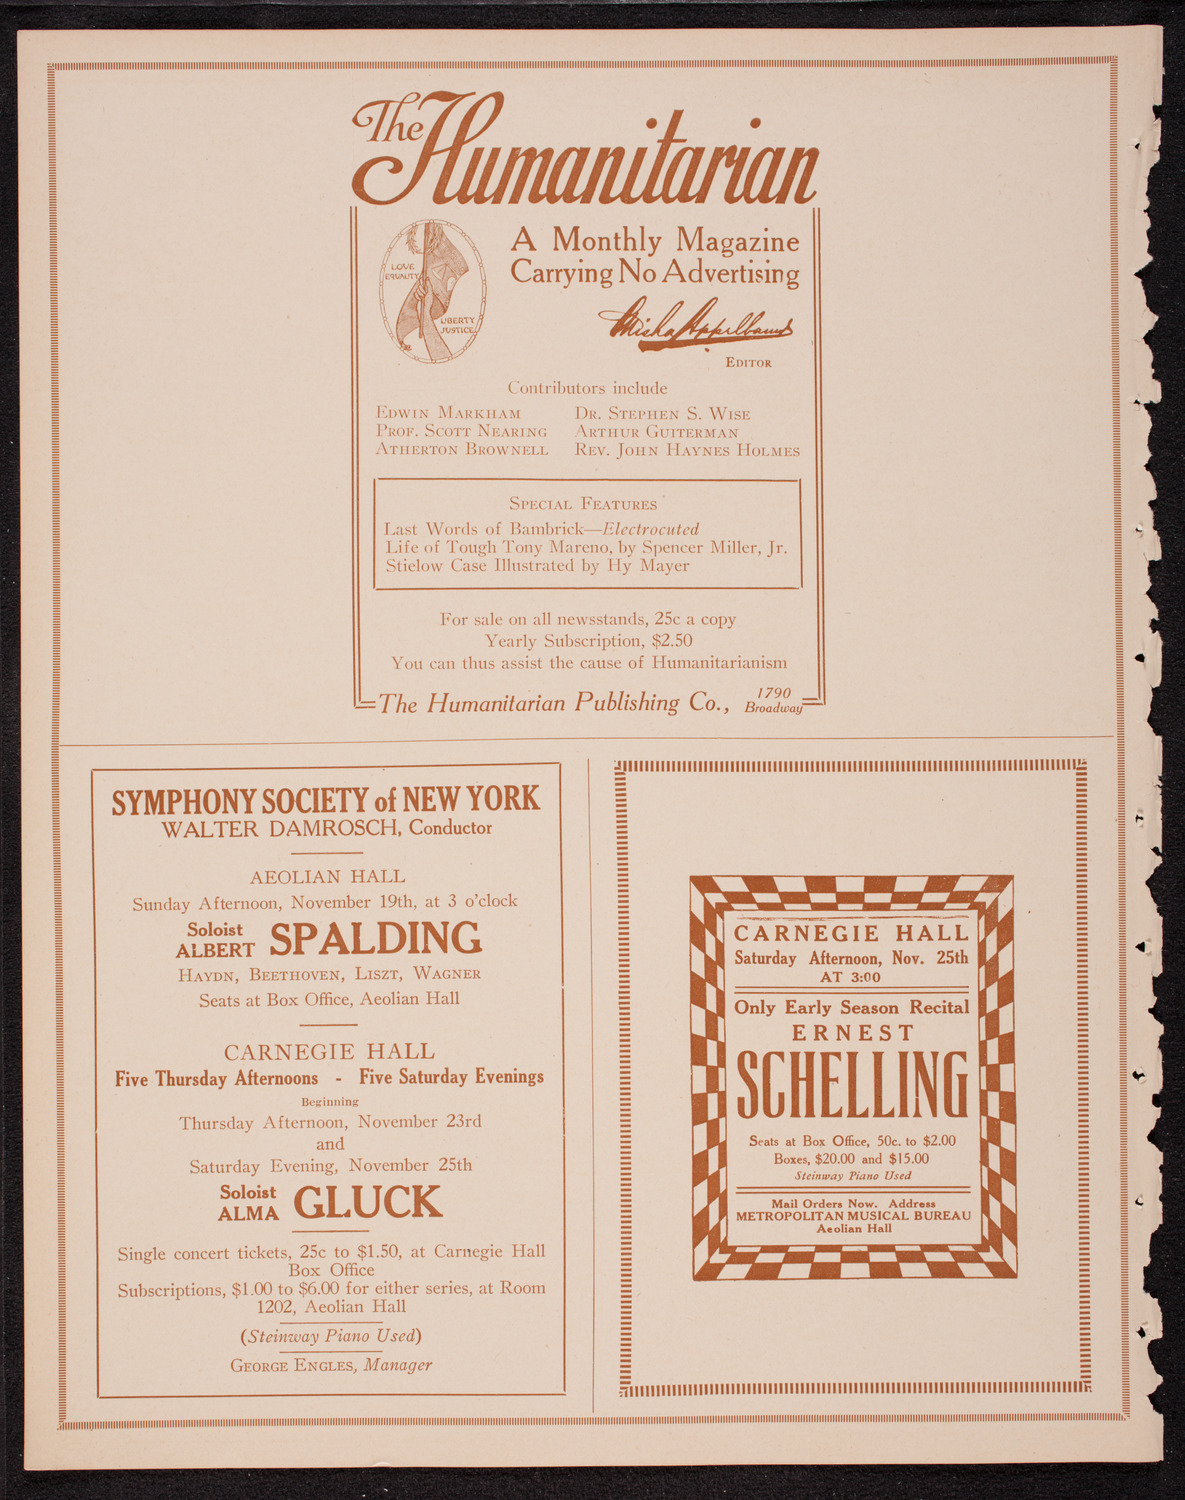 The Humanitarian
A Monthly Magazine
Carrying No Advertising
LOVE
EQUALITY
LIBERTY
JUSTICE
Misha Appelbaum
EDITOR
Contributors include
EDWIN MARKHAM
PROF. SCOTT NEARING
ATHERTON BROWNELL
DR. STEPHEN S. WISE
ARTHUR GUITERMAN
REV. JOHN HAYNES HOLMES
SPECIAL FEATURES
Last Words of Bambrick—Electrocuted
Life of Tough Tony Mareno, by Spencer Miller, Jr.
Stielow Case Illustrated by Hy Mayer
For sale on all newsstands, 25c a copy
Yearly Subscription, $2.50
You can thus assist the cause of Humanitarianism
The Humanitarian Publishing Co., 1790 Broadway
SYMPHONY SOCIETY of NEW YORK
WALTER DAMROSCH, Conductor
AEOLIAN HALL
Sunday Afternoon, November 19th, at 3 o'clock
Soloist
ALBERT SPALDING
HAYDN, BEETHOVEN, LISZT, WAGNER
Seats at Box Office, Aeolian Hall
CARNEGIE HALL
Five Thursday Afternoons - Five Saturday Evenings
Beginning
Thursday Afternoon, November 23rd
and
Saturday Evening, November 25th
Soloist
ALMA GLUCK
Single concert tickets, 25c to $1.50, at Carnegie Hall
Box Office
Subscriptions, $1.00 to $6.00 for either series, at Room
1202, Aeolian Hall
(Steinway Piano Used)
GEORGE ENGLES, Manager
CARNEGIE HALL
Saturday Afternoon, Nov. 25th
AT 3:00
Only Early Season Recital
ERNEST
SCHELLING
Seats at Box Office, 50c. to $2.00
Boxes, $20.00 and $15.00
Steinway Piano Used
Mail Orders Now. Address
METROPOLITAN MUSICAL BUREAU
Aeolian Hall